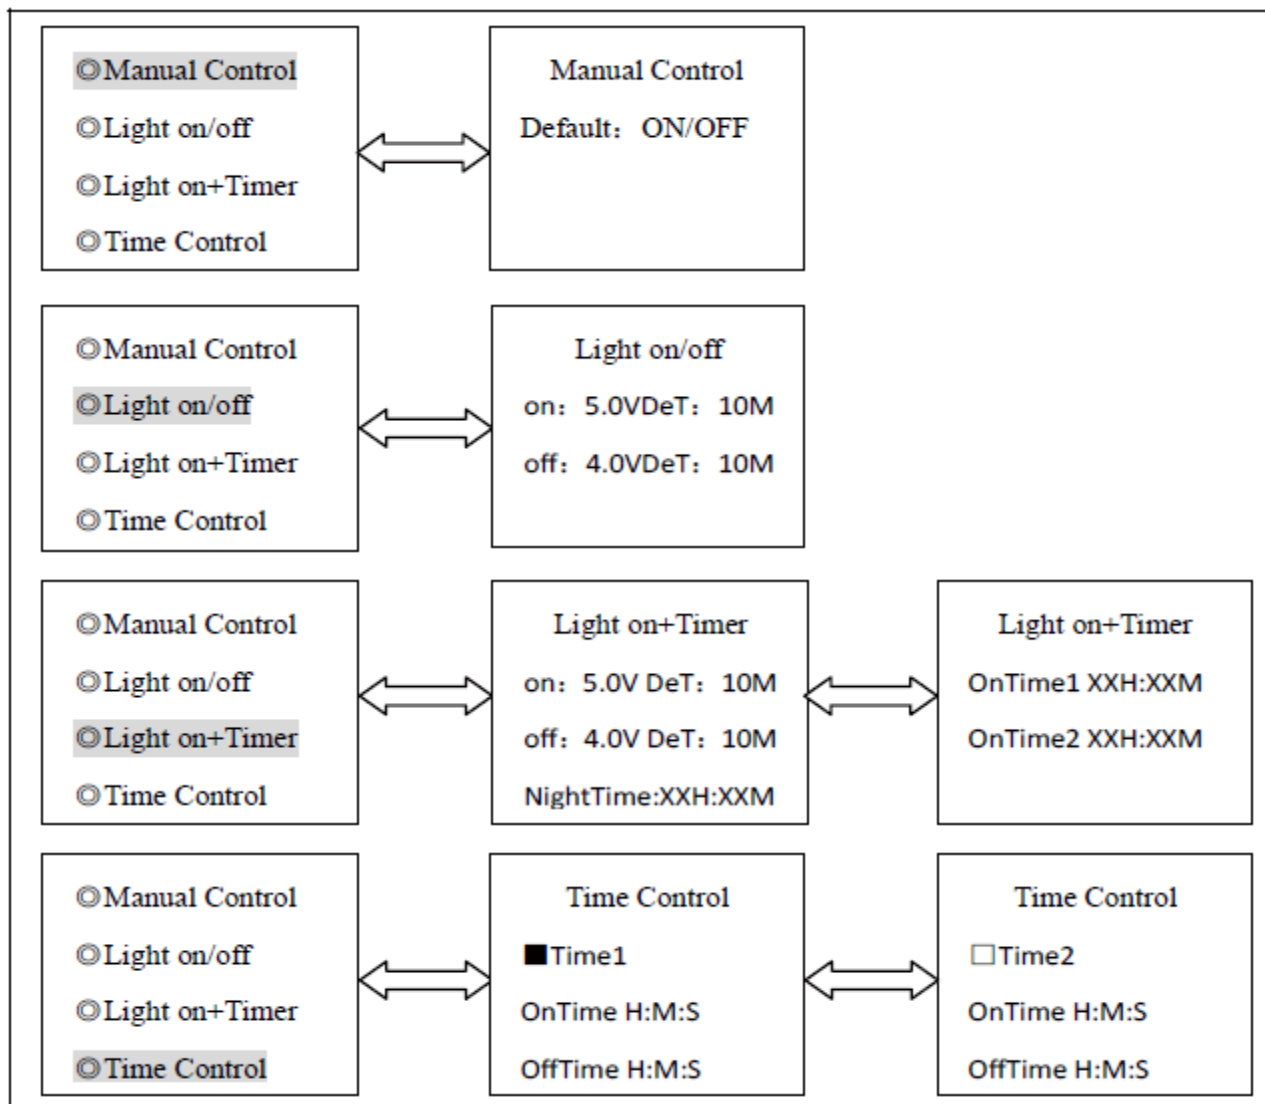 ◎Manual Control
◎Light on/off
◎Light on+Timer
◎Time Control
Manual Control
Default：ON/OFF
◎Manual Control
◎Light on/off
◎Light on+Timer
◎Time Control
Light on/off
on：5.0VDeT：10M
off：4.0VDeT：10M
◎Manual Control
◎Light on/off
◎Light on+Timer
◎Time Control
Light on+Timer
on：5.0V DeT：10M
off：4.0V DeT：10M
NightTime:XXH:XXM
Light on+Timer
OnTime1 XXH:XXM
OnTime2 XXH:XXM
◎Manual Control
◎Light on/off
◎Light on+Timer
◎Time Control
Time Control
■Time1
OnTime H:M:S
OffTime H:M:S
Time Control
□Time2
OnTime H:M:S
OffTime H:M:S